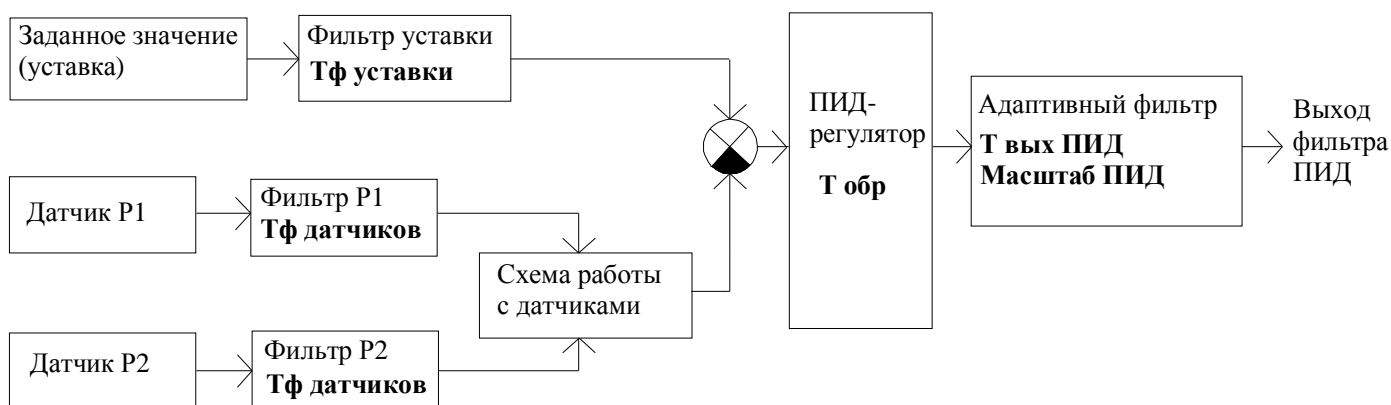 Заданное значение
(уставка)
Фильтр уставки
Тф уставки
ПИД-
регулятор
Т обр
Адаптивный фильтр
Т вых ПИД
Масштаб ПИД
Выход
фильтра
ПИД
Датчик Р1
Фильтр Р1
Тф датчиков
Схема работы
с датчиками
Датчик Р2
Фильтр Р2
Тф датчиков